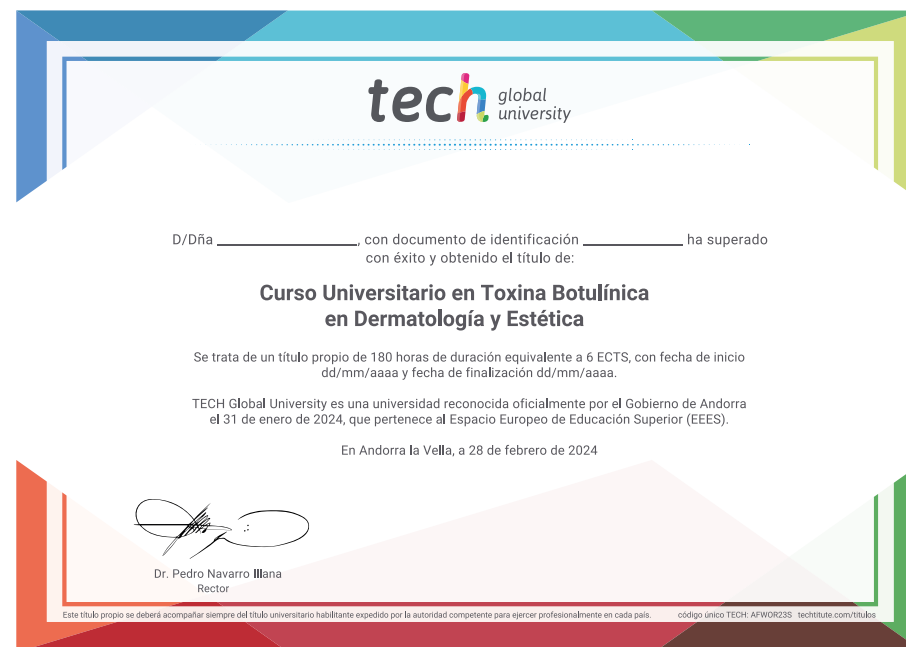 tech global university
D/Dña ____________, con documento de identificación ____________ ha superado
con éxito y obtenido el título de:
Curso Universitario en Toxina Botulínica
en Dermatología y Estética
Se trata de un título propio de 180 horas de duración equivalente a 6 ECTS, con fecha de inicio
dd/mm/aaaa y fecha de finalización dd/mm/aaaa.
TECH Global University es una universidad reconocida oficialmente por el Gobierno de Andorra
el 31 de enero de 2024, que pertenece al Espacio Europeo de Educación Superior (EEES).
En Andorra la Vella, a 28 de febrero de 2024
Dr. Pedro Navarro Illana
Rector
Este título propio se deberá acompañar siempre del título universitario habilitante expedido por la autoridad competente para ejercer profesionalmente en cada país. código único TECH: AFWOR23S techtitute.com/titulos